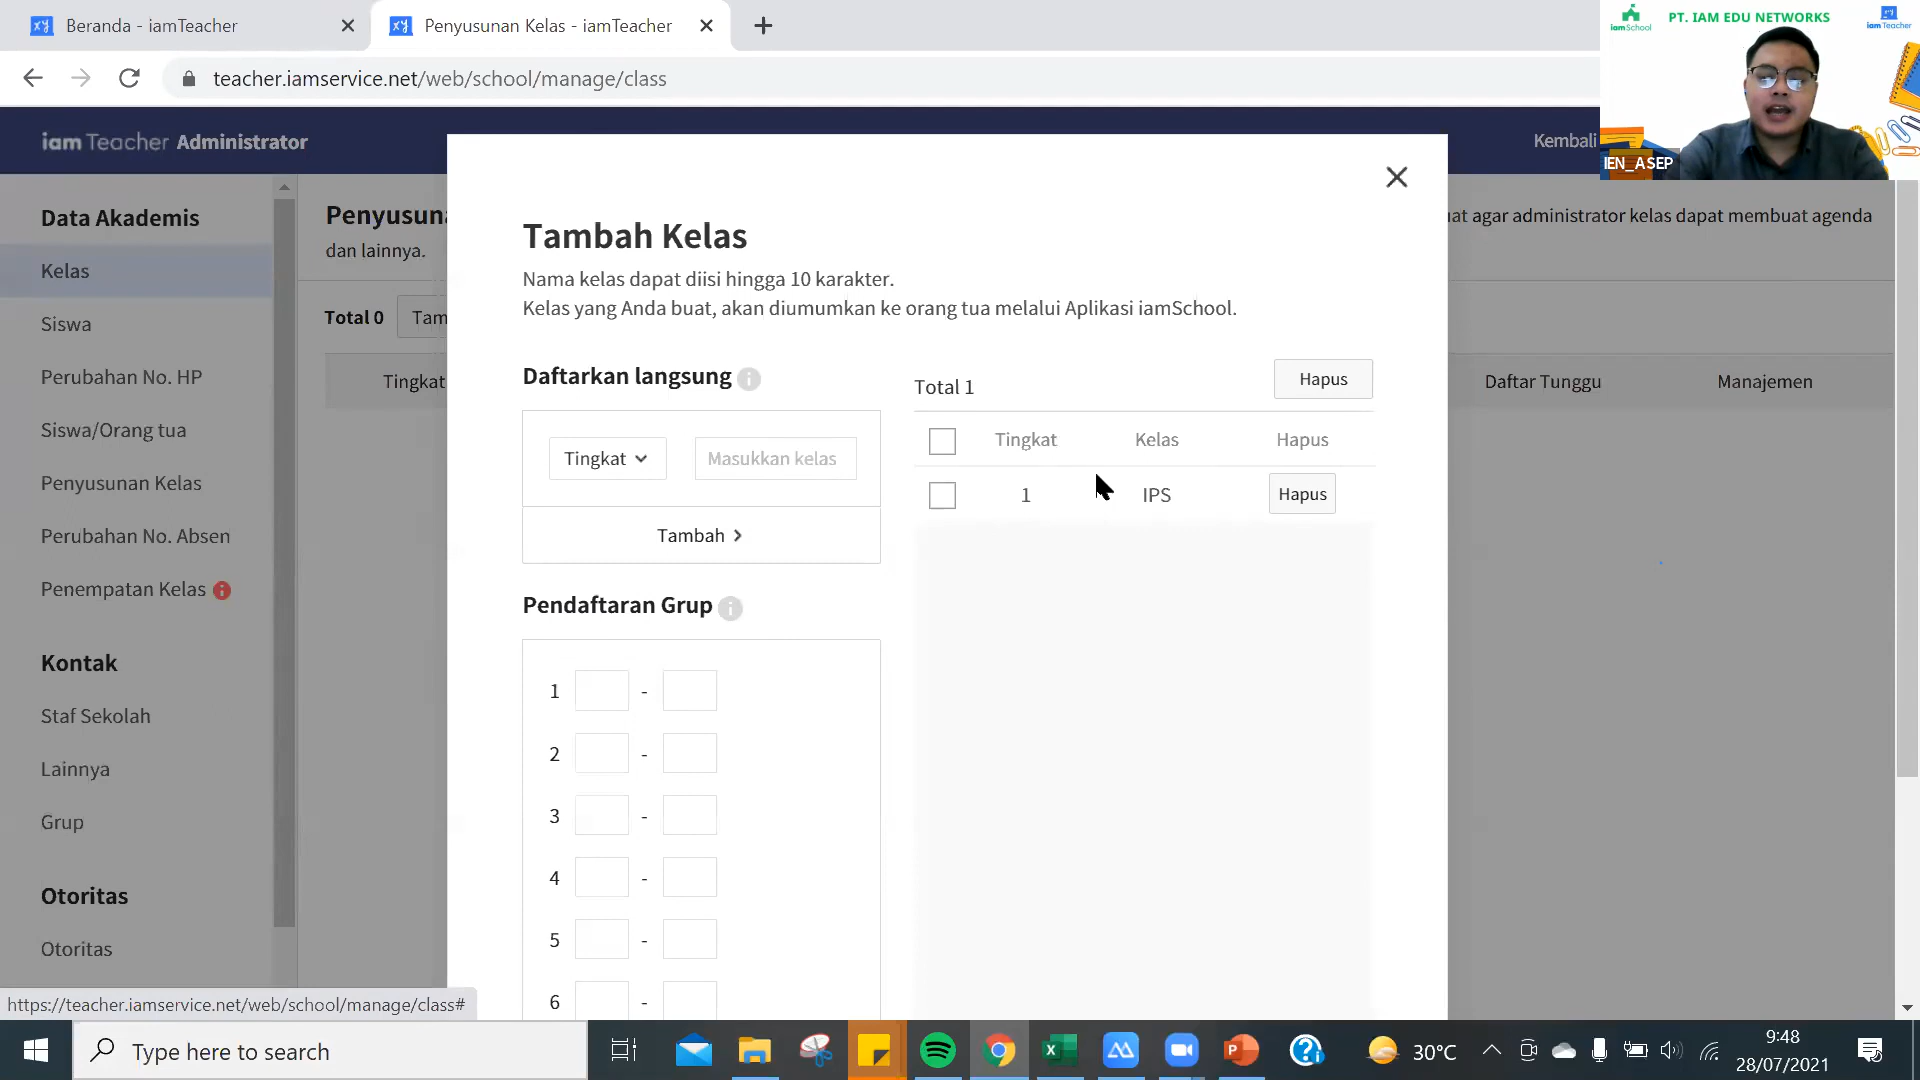 Beranda - iamTeacher
Penyusunan Kelas - iamTeacher
teacher.iamservice.net/web/school/manage/class
iamSchool
PT. IAM EDU NETWORKS
iam Teacher
IEN_ASEP
iam Teacher Administrator
Kembali
Data Akademis
Kelas
Siswa
Perubahan No. HP
Siswa/Orang tua
Penyusunan Kelas
Perubahan No. Absen
Penempatan Kelas
Kontak
Staf Sekolah
Lainnya
Grup
Otoritas
Otoritas
Penyusuna
at agar administrator kelas dapat membuat agenda
dan lainnya.
Total 0
Tam
Tingkat
Daftar Tunggu
Manajemen
Tambah Kelas
Nama kelas dapat diisi hingga 10 karakter.
Kelas yang Anda buat, akan diumumkan ke orang tua melalui Aplikasi iamSchool.
Daftarkan langsung
Tingkat
Masukkan kelas
Tambah >
Total 1
Hapus
Tingkat Kelas Hapus
1 IPS Hapus
Pendaftaran Grup
1 -
2 -
3 -
4 -
5 -
6 -
https://teacher.iamservice.net/web/school/manage/class#
Type here to search
30°C
9:48
28/07/2021